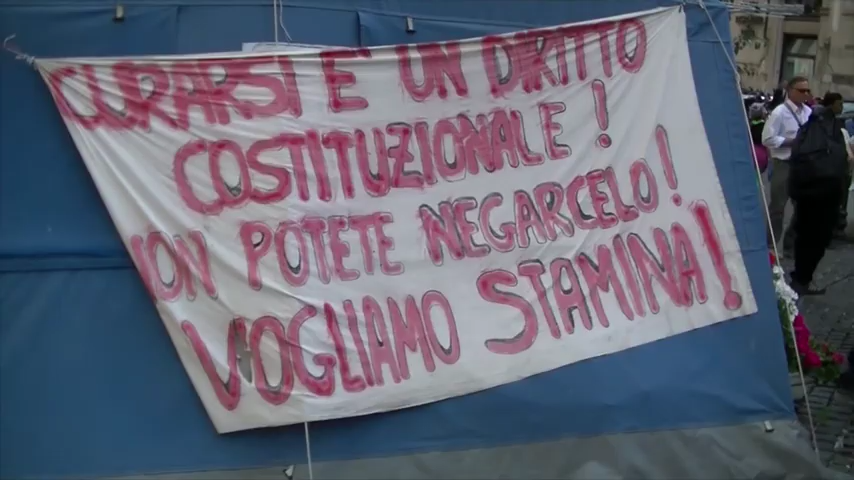 CURARSI E UN DIRITTO
COSTITUZIONALE!
NON POTETE NEGARCELO!
VOGLIAMO STAMINA!